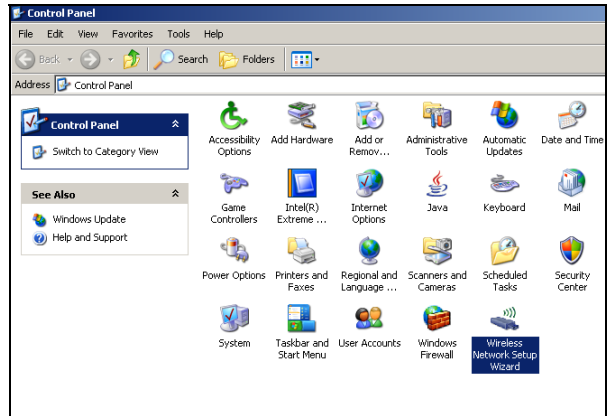 Control Panel
File Edit View Favorites Tools Help
Back Search Folders
Address Control Panel
Control Panel
Switch to Category View
See Also
Windows Update
Help and Support
Accessibility Options
Add Hardware
Add or Remov...
Administrative Tools
Automatic Updates
Date and Time
Game Controllers
Intel(R) Extreme ...
Internet Options
Java
Keyboard
Mail
Power Options
Printers and Faxes
Regional and Language ...
Scanners and Cameras
Scheduled Tasks
Security Center
System
Taskbar and Start Menu
User Accounts
Windows Firewall
Wireless Network Setup Wizard